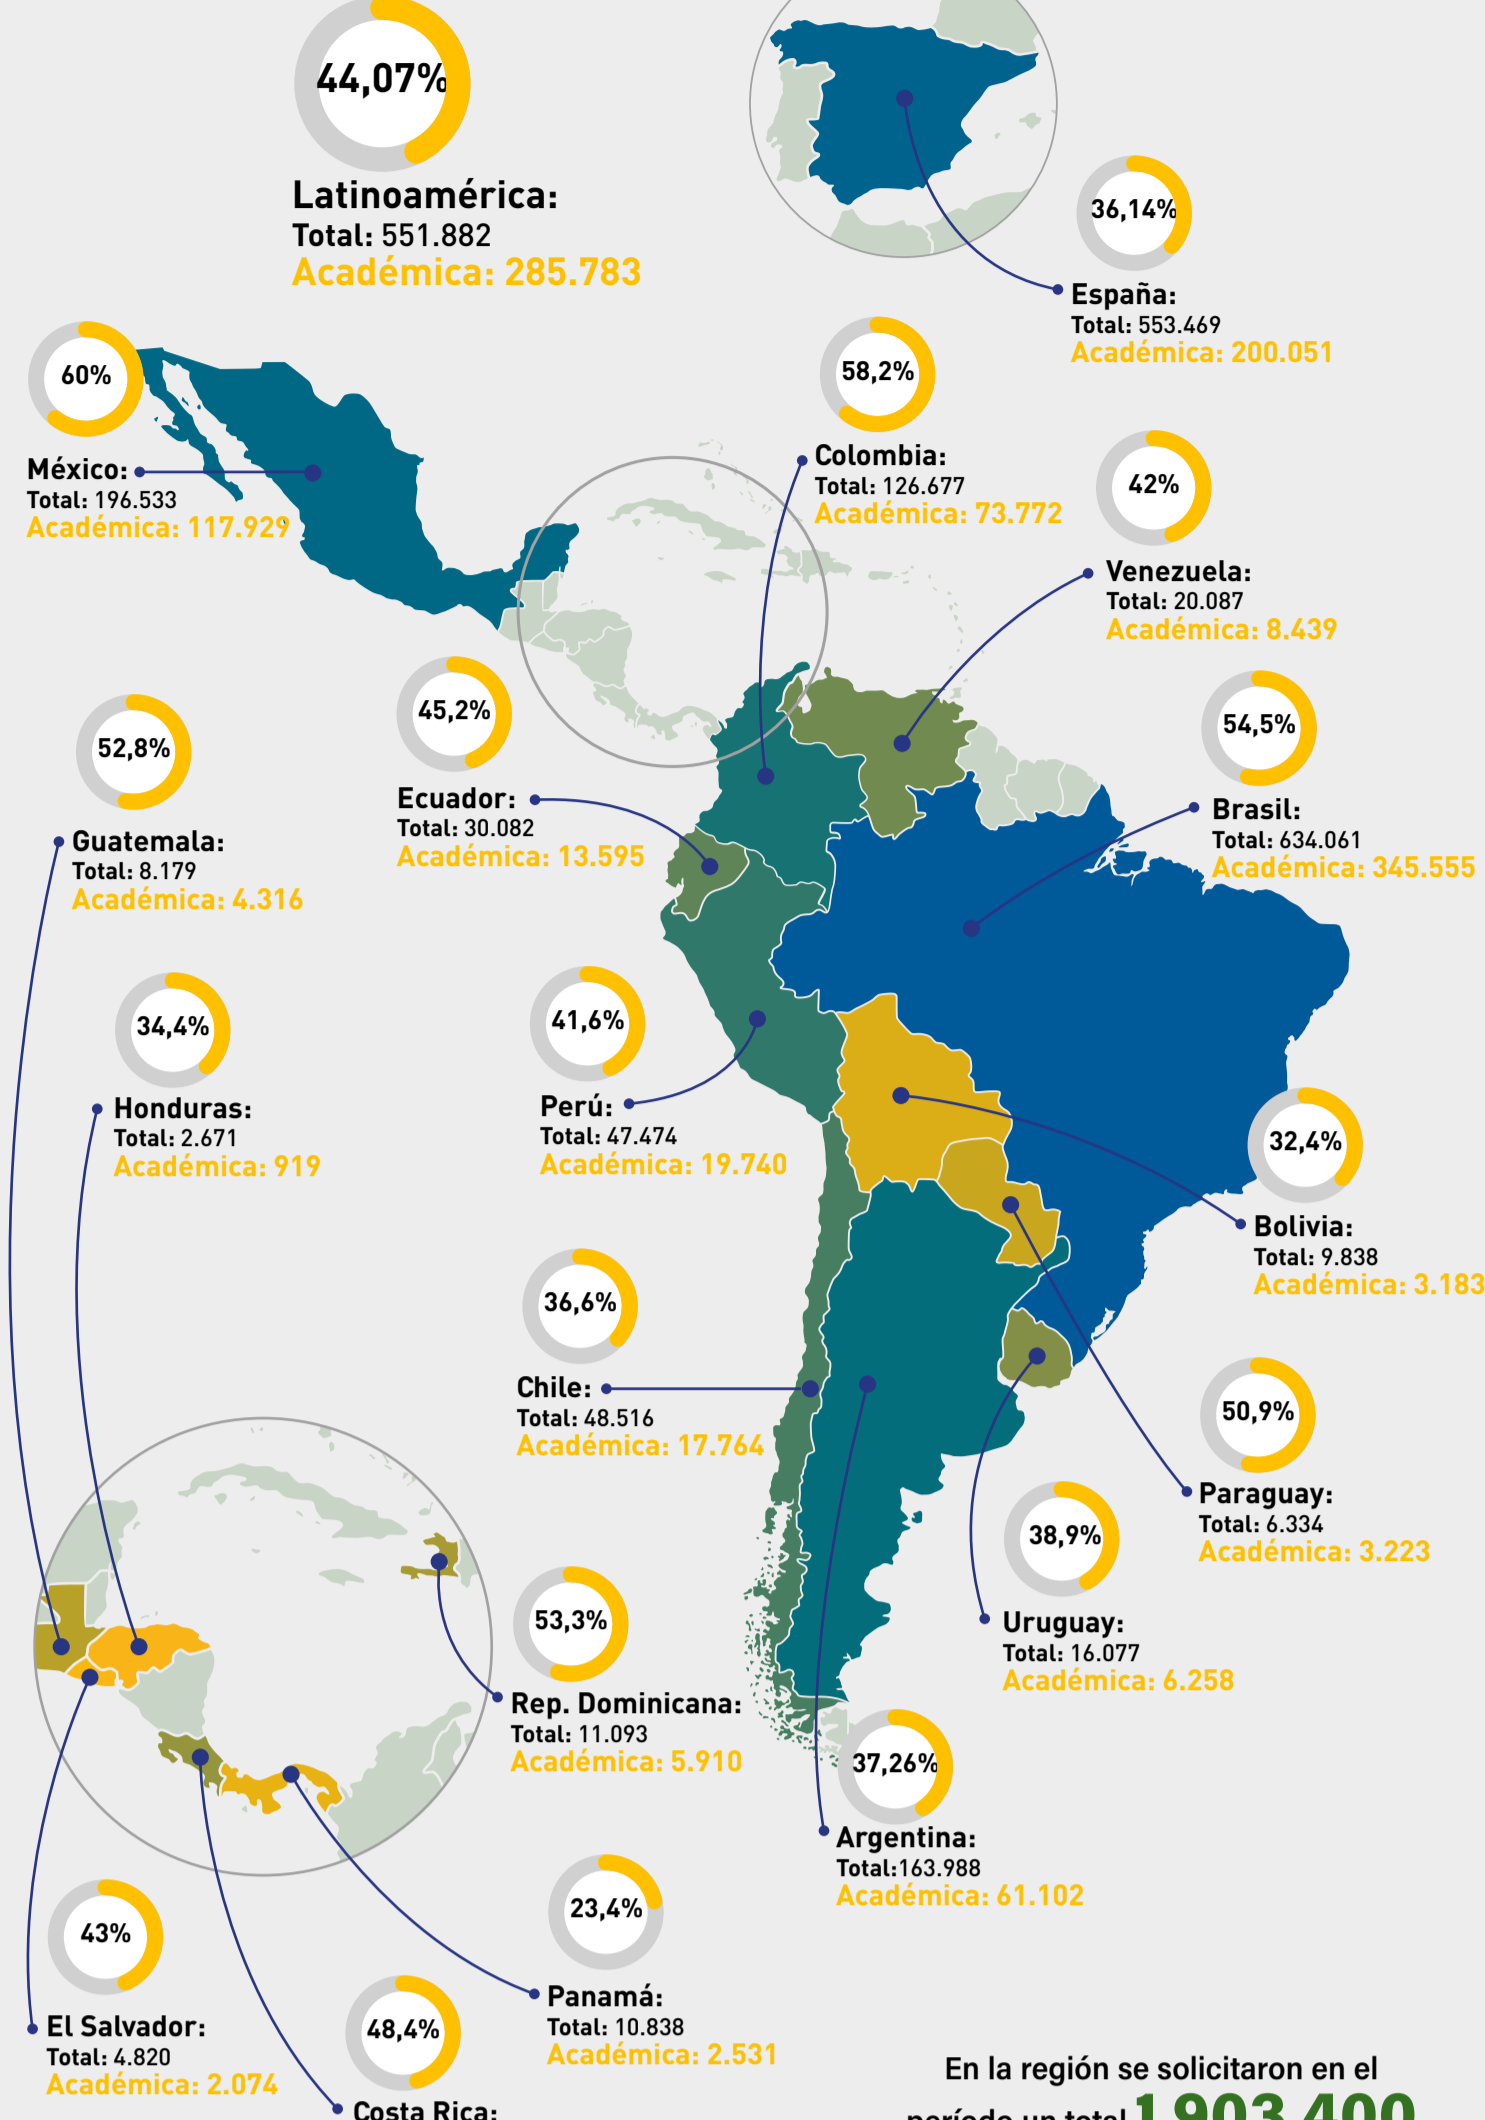 44,07%
Latinoamérica:
Total: 551.882
Académica: 285.783
36,14%
España:
Total: 553.469
Académica: 200.051
60%
México:
Total: 196.533
Académica: 117.929
58,2%
Colombia:
Total: 126.677
Académica: 73.772
42%
Venezuela:
Total: 20.087
Académica: 8.439
45,2%
Ecuador:
Total: 30.082
Académica: 13.595
52,8%
Guatemala:
Total: 8.179
Académica: 4.316
54,5%
Brasil:
Total: 634.061
Académica: 345.555
34,4%
Honduras:
Total: 2.671
Académica: 919
41,6%
Perú:
Total: 47.474
Académica: 19.740
32,4%
Bolivia:
Total: 9.838
Académica: 3.183
36,6%
Chile:
Total: 48.516
Académica: 17.764
50,9%
Paraguay:
Total: 6.334
Académica: 3.223
38,9%
Uruguay:
Total: 16.077
Académica: 6.258
53,3%
Rep. Dominicana:
Total: 11.093
Académica: 5.910
37,26%
Argentina:
Total:163.988
Académica: 61.102
23,4%
Panamá:
Total: 10.838
Académica: 2.531
43%
El Salvador:
Total: 4.820
Académica: 2.074
48,4%
Costa Rica:
En la región se solicitaron en el
período un total 1.903.400